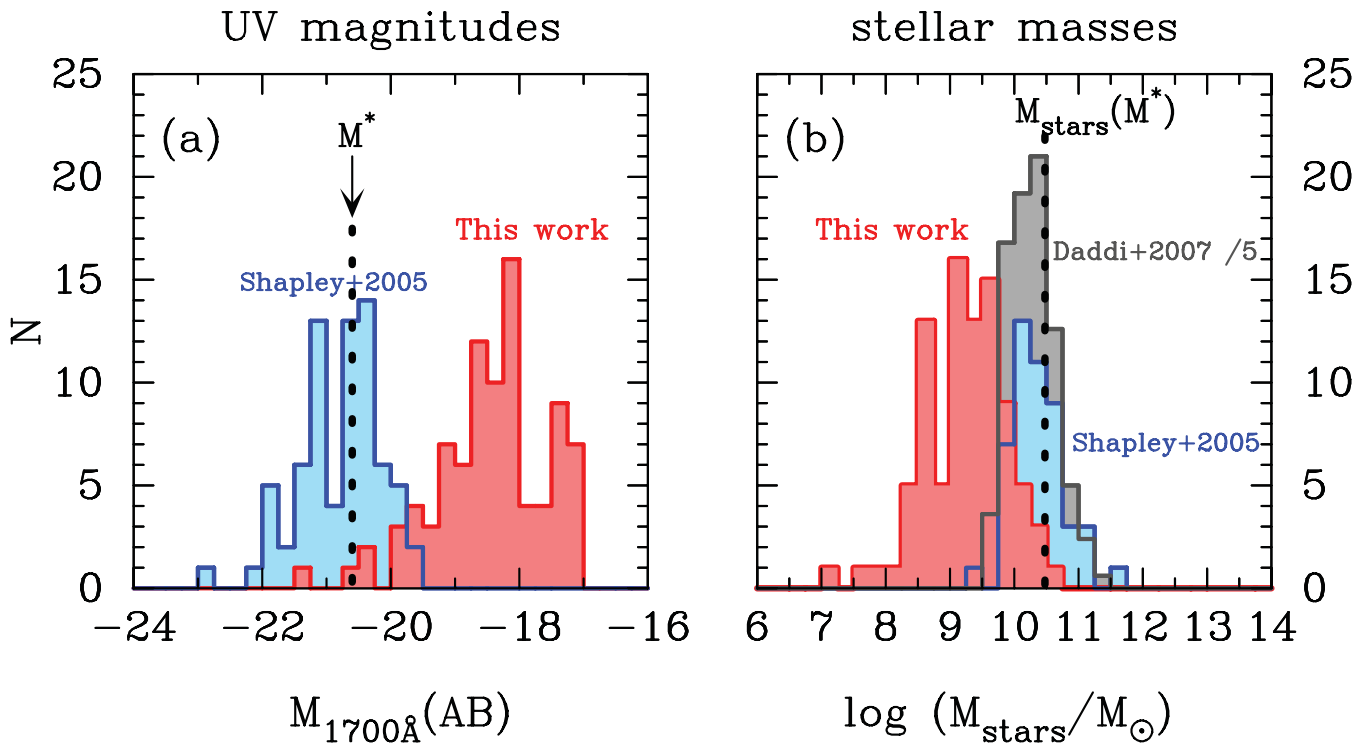 UV magnitudes
stellar masses
25
20
15
10
5
0
N
(a)
M*
This work
Shapley+2005
−24 −22 −20 −18 −16
M1700Å(AB)
(b)
Mstars(M*)
This work
Daddi+2007 /5
Shapley+2005
25
20
15
10
5
0
6 7 8 9 10 11 12 13 14
log (Mstars/M⊙)